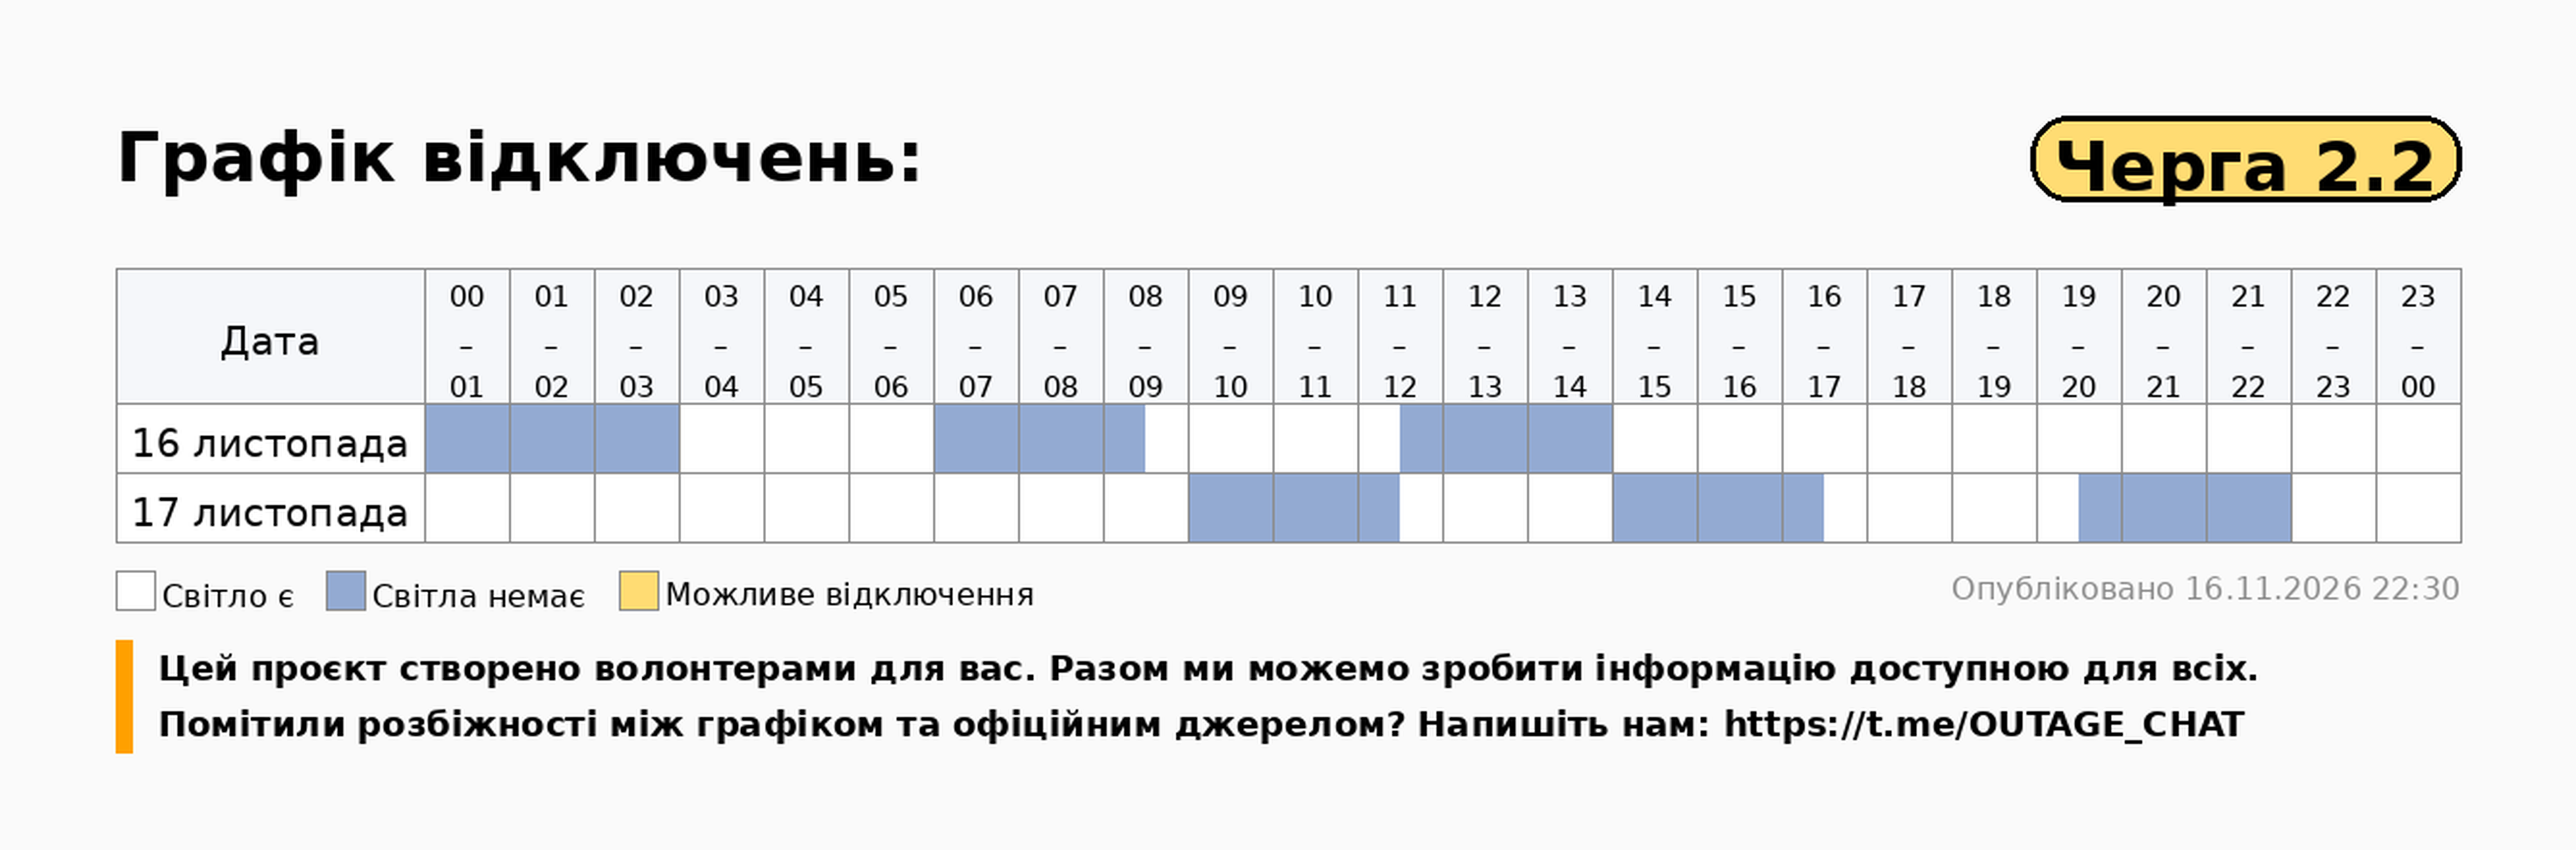 Графік відключень:
Черга 2.2
Дата 00 – 01 01 – 02 02 – 03 03 – 04 04 – 05 05 – 06 06 – 07 07 – 08 08 – 09 09 – 10 10 – 11 11 – 12 12 – 13 13 – 14 14 – 15 15 – 16 16 – 17 17 – 18 18 – 19 19 – 20 20 – 21 21 – 22 22 – 23 23 – 00
16 листопада
17 листопада
Світло є Світла немає Можливе відключення
Опубліковано 16.11.2026 22:30
Цей проєкт створено волонтерами для вас. Разом ми можемо зробити інформацію доступною для всіх.
Помітили розбіжності між графіком та офіційним джерелом? Напишіть нам: https://t.me/OUTAGE_CHAT